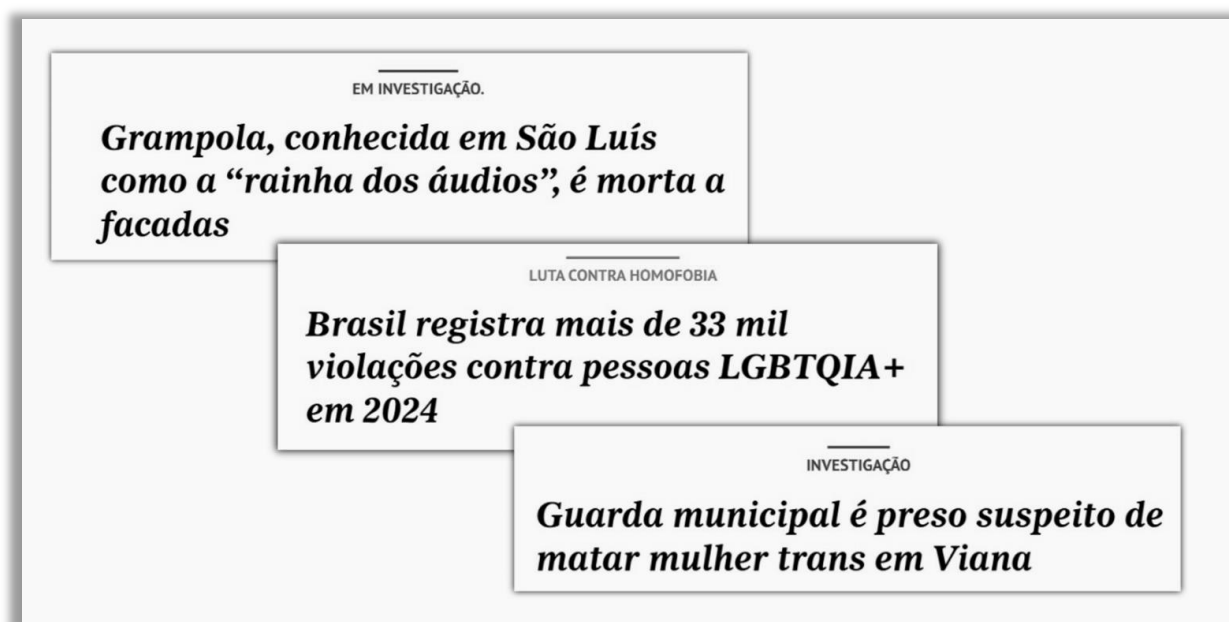 EM INVESTIGAÇÃO.
Grampola, conhecida em São Luís
como a “rainha dos áudios”, é morta a
facadas
LUTA CONTRA HOMOFOBIA
Brasil registra mais de 33 mil
violações contra pessoas LGBTQIA+
em 2024
INVESTIGAÇÃO
Guarda municipal é preso suspeito de
matar mulher trans em Viana